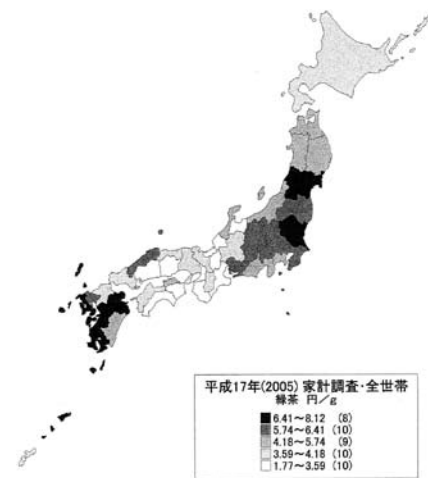 平成17年(2005) 家計調査・全世帯
緑茶 円/g
6.41~8.12 (8)
5.74~6.41 (10)
4.18~5.74 (9)
3.59~4.18 (10)
1.77~3.59 (10)